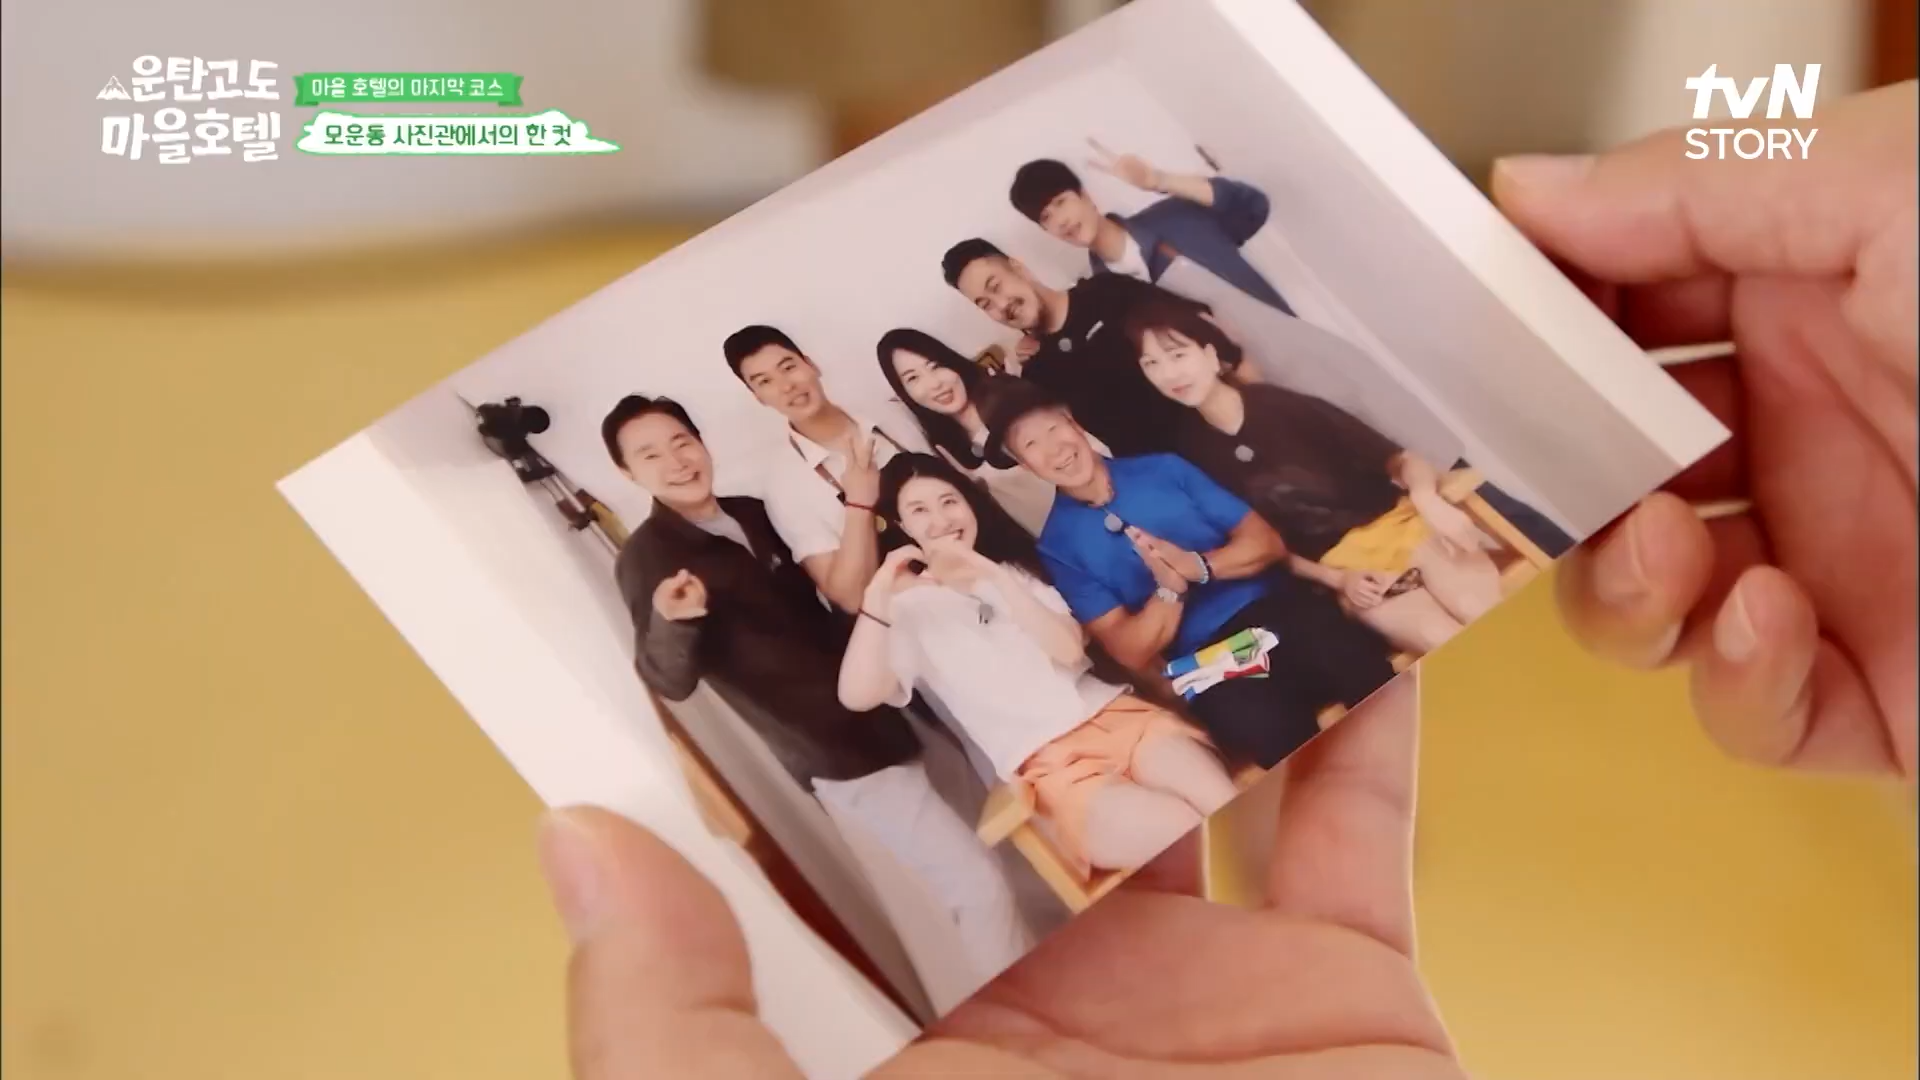 운탄고도
마을호텔
마을 호텔의 마지막 코스
모운동 사진관에서의 한 컷
tvN
STORY